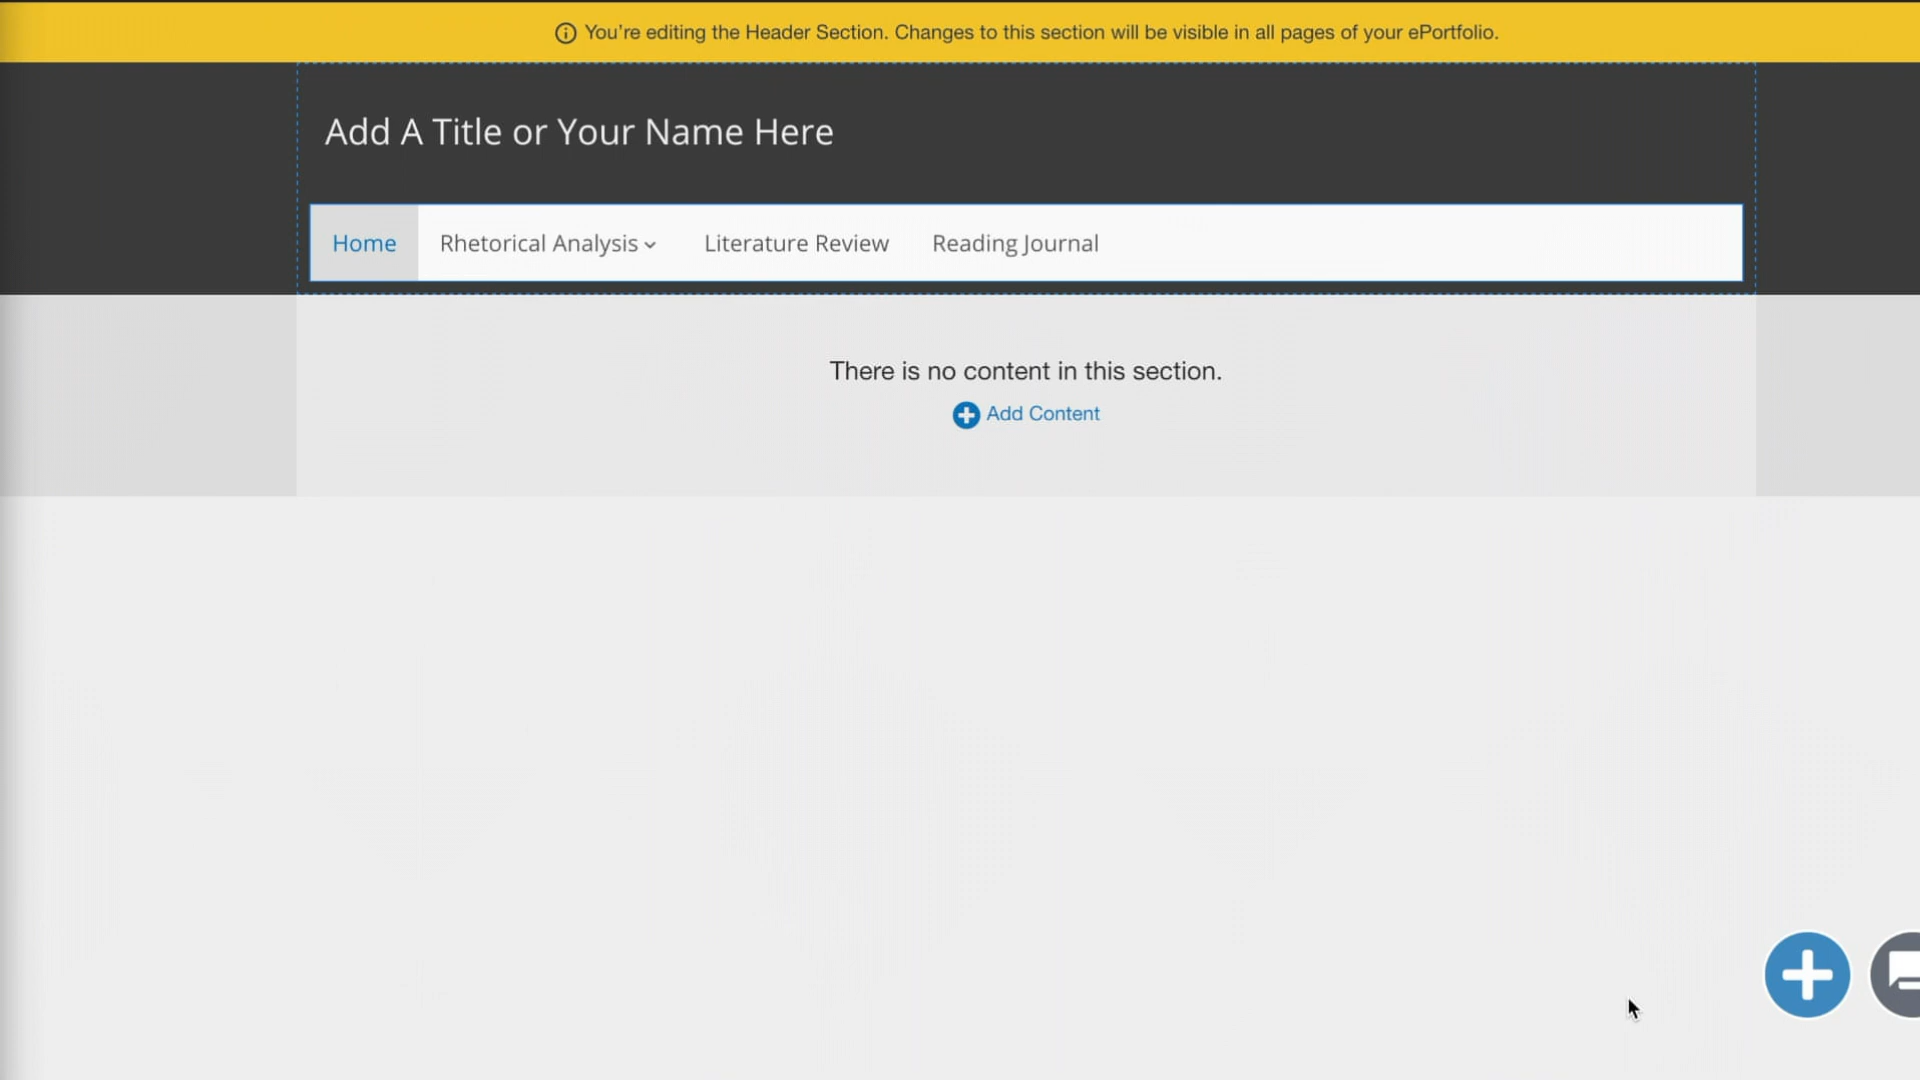 You're editing the Header Section. Changes to this section will be visible in all pages of your ePortfolio.
Add A Title or Your Name Here
Home Rhetorical Analysis Literature Review Reading Journal
There is no content in this section.
Add Content